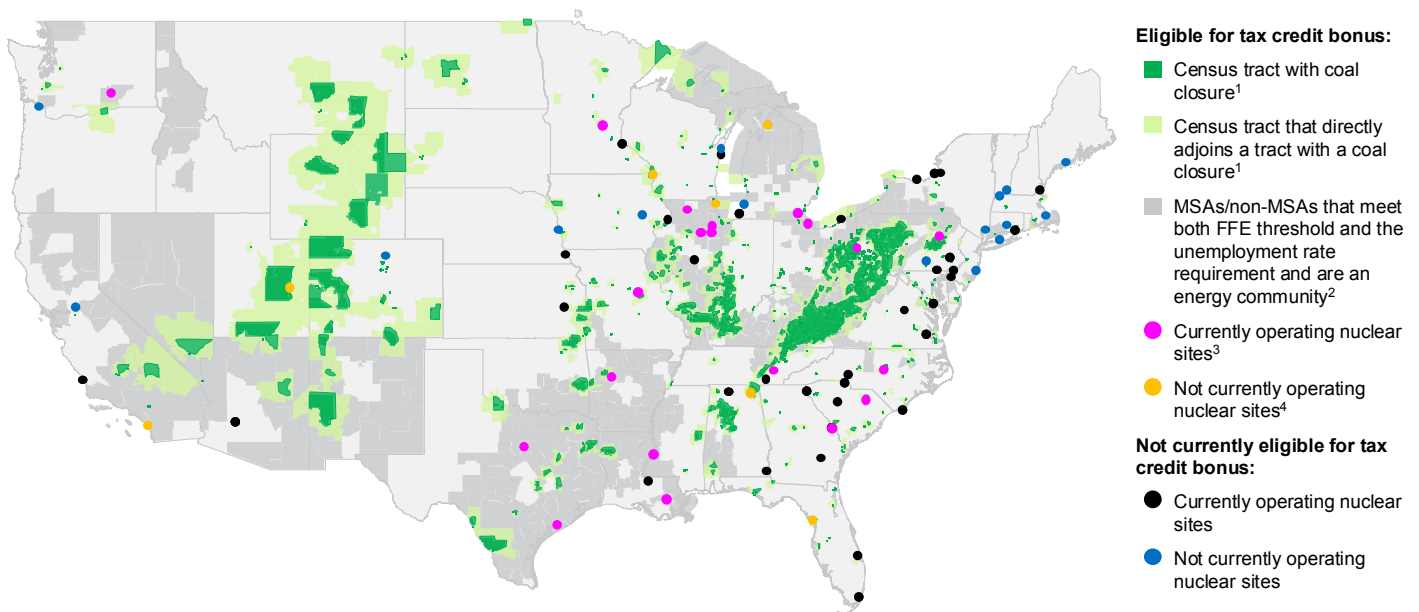 Eligible for tax credit bonus:
Census tract with coal
closure1
Census tract that directly
adjoins a tract with a coal
closure1
MSAs/non-MSAs that meet
both FFE threshold and the
unemployment rate
requirement and are an
energy community2
Currently operating nuclear
sites3
Not currently operating
nuclear sites4
Not currently eligible for tax
credit bonus:
Currently operating nuclear
sites
Not currently operating
nuclear sites